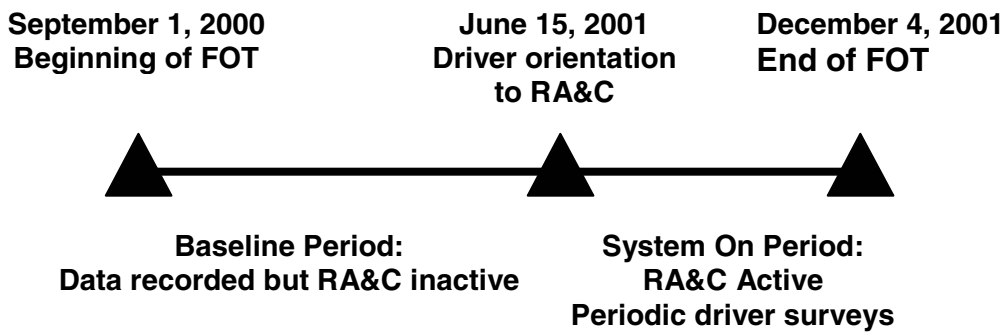 September 1, 2000
Beginning of FOT
June 15, 2001
Driver orientation
to RA&C
December 4, 2001
End of FOT
Baseline Period:
Data recorded but RA&C inactive
System On Period:
RA&C Active
Periodic driver surveys